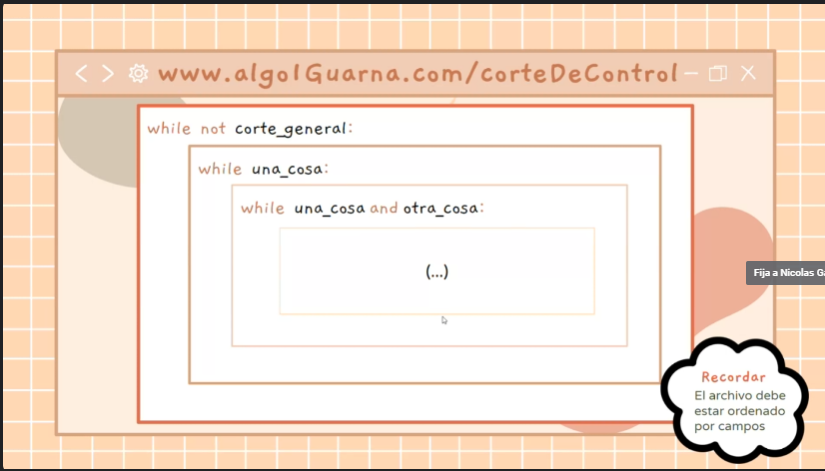 www.algo1Guarna.com/corteDeControl
while not corte_general:
while una_cosa:
while una_cosa and otra_cosa:
(...)
Fija a Nicolas Ga
Recordar
El archivo debe
estar ordenado
por campos